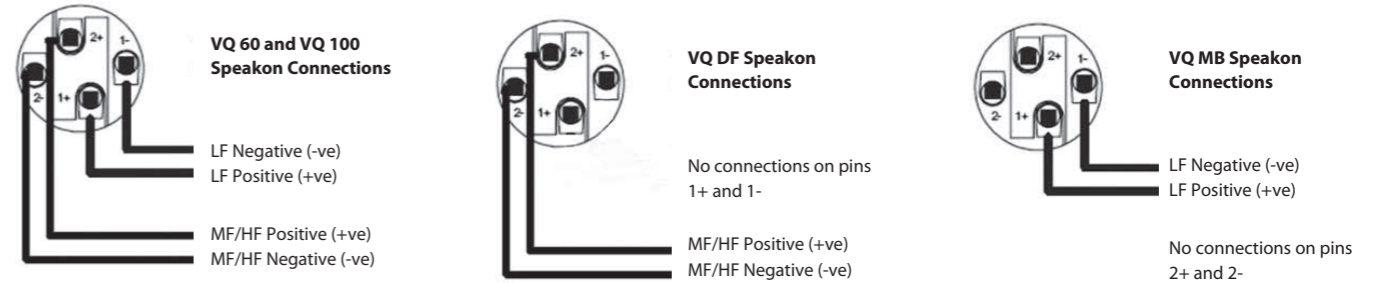 2+
1-
2-
1+
VQ 60 and VQ 100
Speakon Connections
LF Negative (-ve)
LF Positive (+ve)
MF/HF Positive (+ve)
MF/HF Negative (-ve)
2+
1-
2-
1+
VQ DF Speakon
Connections
No connections on pins
1+ and 1-
MF/HF Positive (+ve)
MF/HF Negative (-ve)
2+
1-
2-
1+
VQ MB Speakon
Connections
LF Negative (-ve)
LF Positive (+ve)
No connections on pins
2+ and 2-